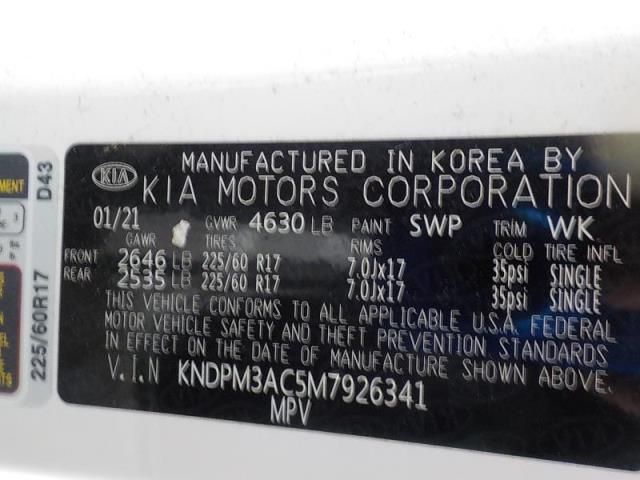 MANUFACTURED IN KOREA BY
KIA KIA MOTORS CORPORATION
01/21 GVWR 4630 LB PAINT SWP TRIM WK
GAWR TIRES RIMS COLD TIRE INFL
FRONT 2646 LB 225/60 R17 7.0Jx17 35psi SINGLE
REAR 2535 LB 225/60 R17 7.0Jx17 35psi SINGLE
THIS VEHICLE CONFORMS TO ALL APPLICABLE U.S.A. FEDERAL
MOTOR VEHICLE SAFETY AND THEFT PREVENTION STANDARDS
IN EFFECT ON THE DATE OF MANUFACTURE SHOWN ABOVE.
V.I.N KNDPM3AC5M7926341
MPV
225/60R17 D43